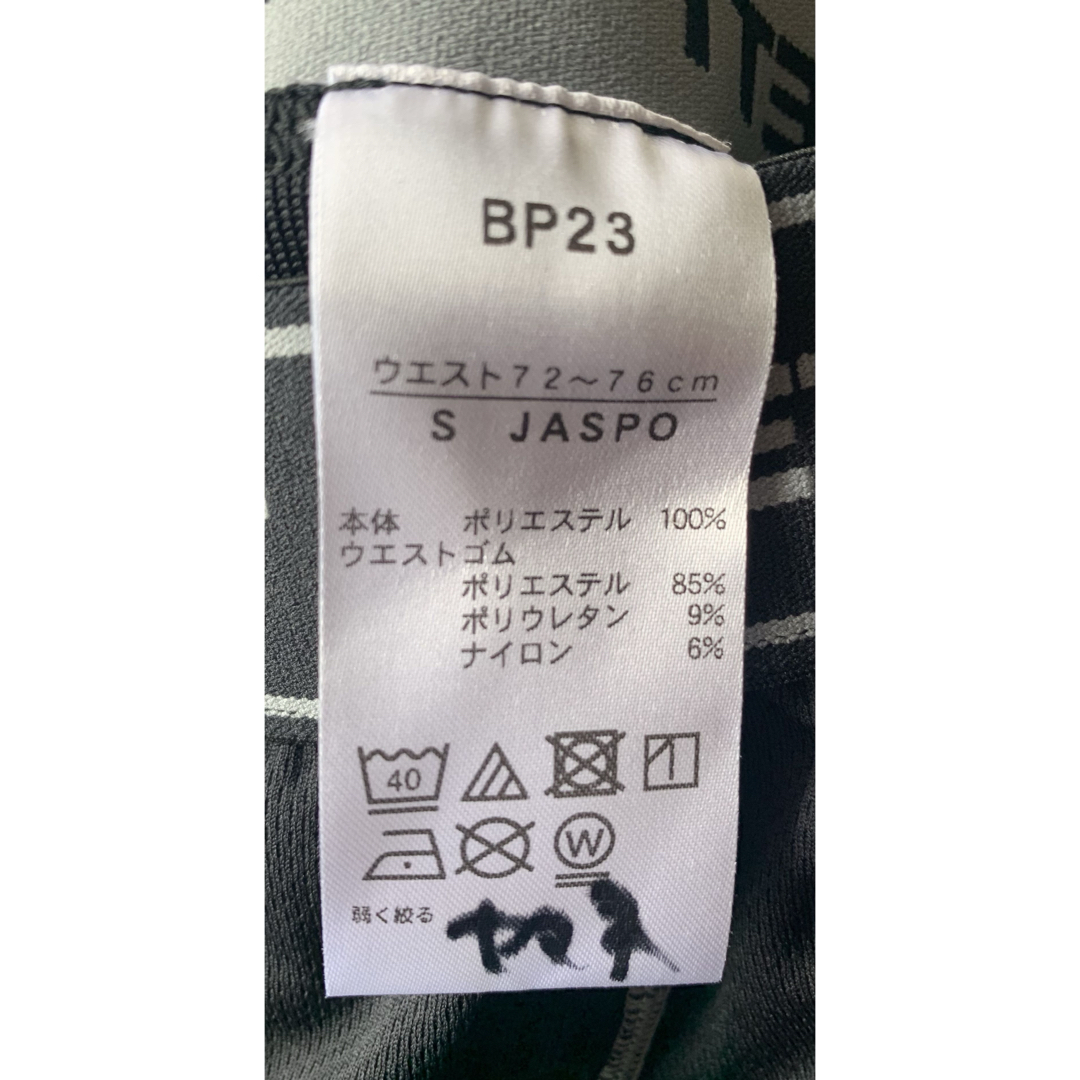 BP23
ウエスト72～76cm
S JASPO
本体 ポリエステル 100%
ウエストゴム
ポリエステル 85%
ポリウレタン 9%
ナイロン 6%
40
W
弱く絞る